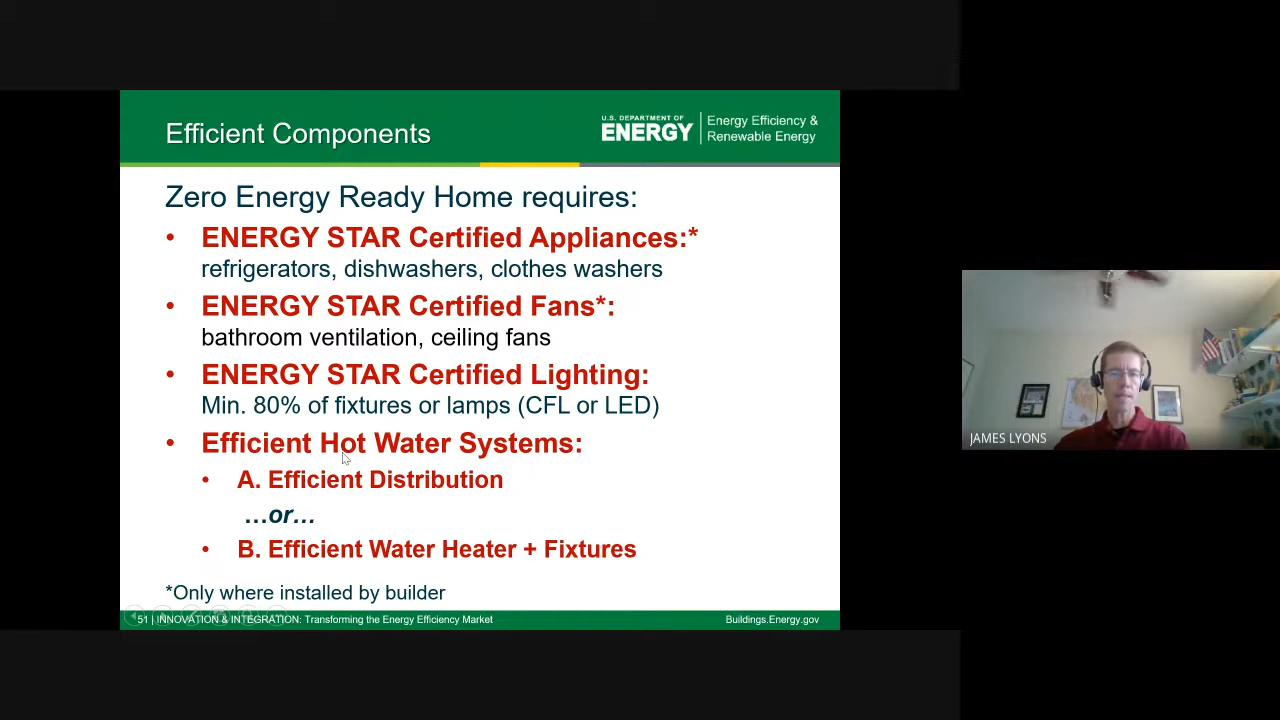 Efficient Components
U.S. DEPARTMENT OF
ENERGY
Energy Efficiency &
Renewable Energy
Zero Energy Ready Home requires:
• ENERGY STAR Certified Appliances:*
refrigerators, dishwashers, clothes washers
• ENERGY STAR Certified Fans*:
bathroom ventilation, ceiling fans
• ENERGY STAR Certified Lighting:
Min. 80% of fixtures or lamps (CFL or LED)
• Efficient Hot Water Systems:
• A. Efficient Distribution
…or…
• B. Efficient Water Heater + Fixtures
*Only where installed by builder
51 | INNOVATION & INTEGRATION: Transforming the Energy Efficiency Market
Buildings.Energy.gov
JAMES LYONS